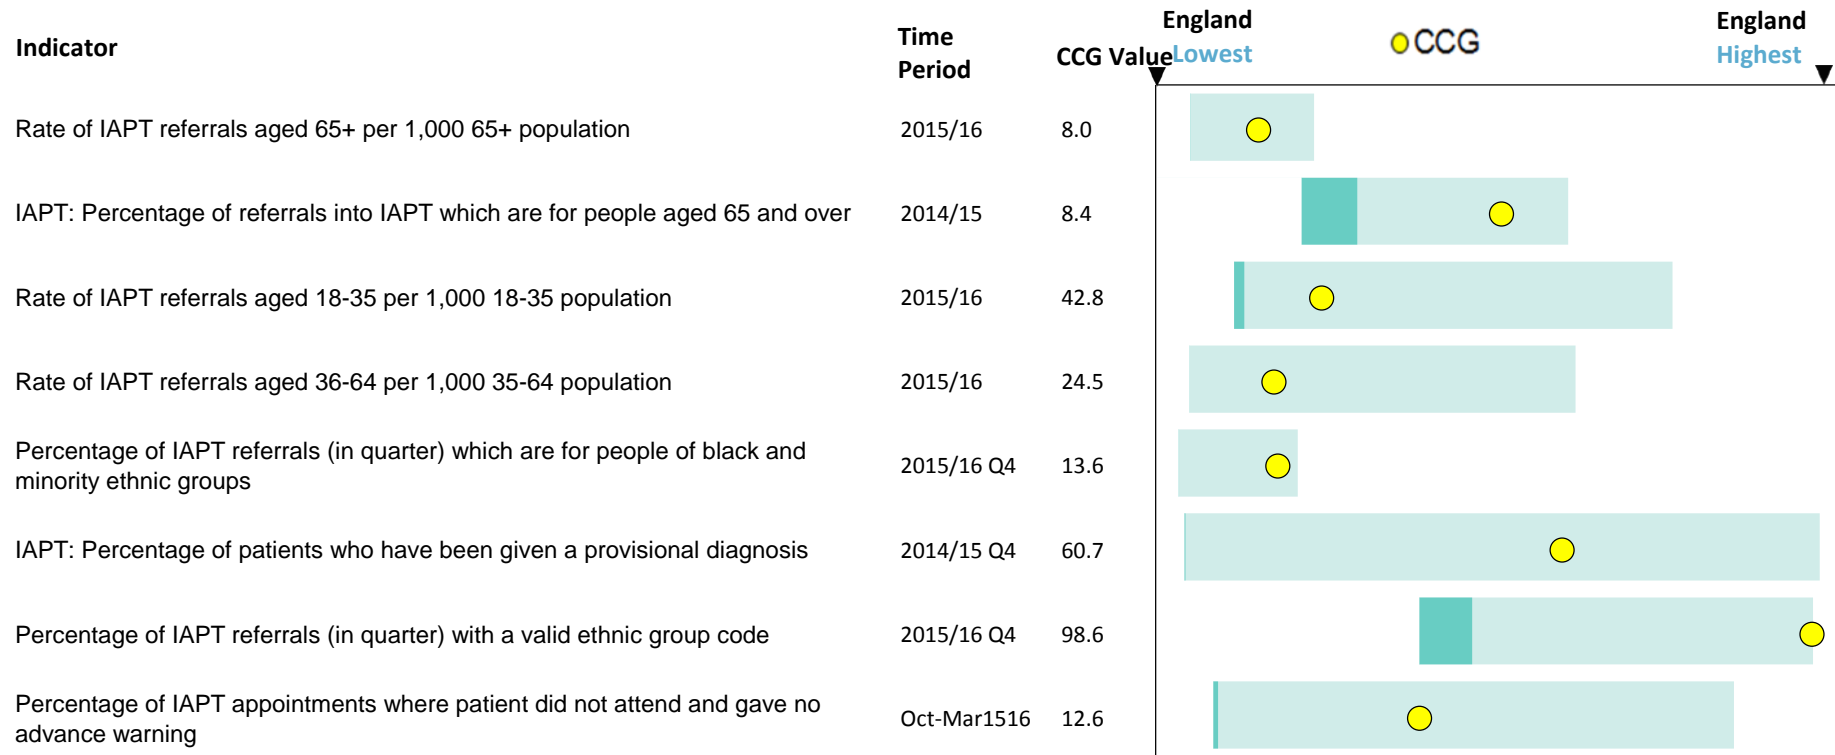 Indicator
Time
Period
CCG Value
England
Lowest
CCG
England
Highest
Rate of IAPT referrals aged 65+ per 1,000 65+ population 2015/16 8.0
IAPT: Percentage of referrals into IAPT which are for people aged 65 and over 2014/15 8.4
Rate of IAPT referrals aged 18-35 per 1,000 18-35 population 2015/16 42.8
Rate of IAPT referrals aged 36-64 per 1,000 35-64 population 2015/16 24.5
Percentage of IAPT referrals (in quarter) which are for people of black and
minority ethnic groups 2015/16 Q4 13.6
IAPT: Percentage of patients who have been given a provisional diagnosis 2014/15 Q4 60.7
Percentage of IAPT referrals (in quarter) with a valid ethnic group code 2015/16 Q4 98.6
Percentage of IAPT appointments where patient did not attend and gave no
advance warning Oct-Mar1516 12.6